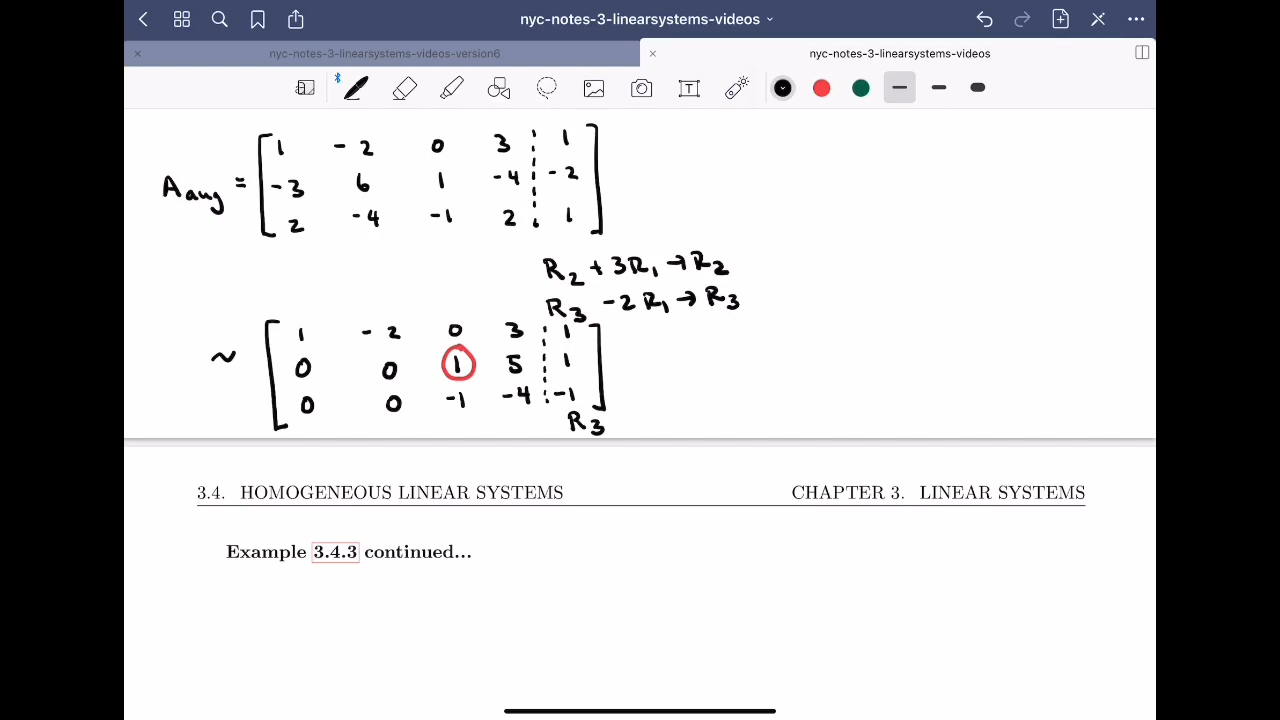 nyc-notes-3-linearsystems-videos
nyc-notes-3-linearsystems-videos-version6
nyc-notes-3-linearsystems-videos
T
1 -2 0 3 1
A aug = -3 6 1 -4 -2
2 -4 -1 2 1
R2 + 3R1 → R2
R3 - 2R1 → R3
1 -2 0 3 1
~ 0 0 1 5 1
0 0 -1 -4 -1
R3
3.4. HOMOGENEOUS LINEAR SYSTEMS CHAPTER 3. LINEAR SYSTEMS
Example 3.4.3 continued...